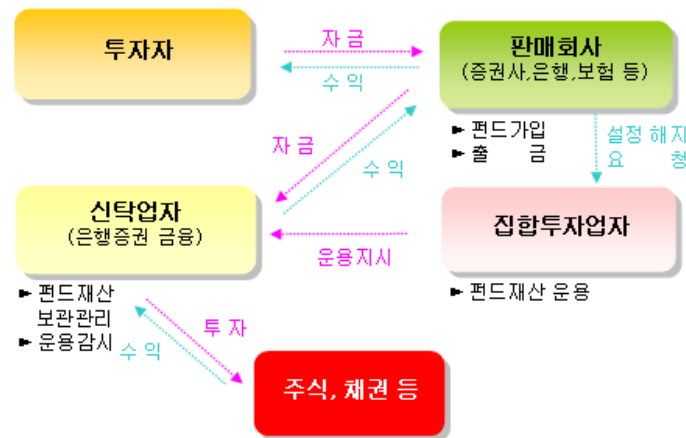 투자자
자 금
수 익
판매회사
(증권사,은행,보험 등)
► 펀드가입
► 출 금
설정 해지
요 청
자 금
수 익
신탁업자
(은행증권 금융)
► 펀드재산
보관관리
► 운용감시
운용지시
집합투자업자
► 펀드재산 운용
투 자
수 익
주식, 채권 등